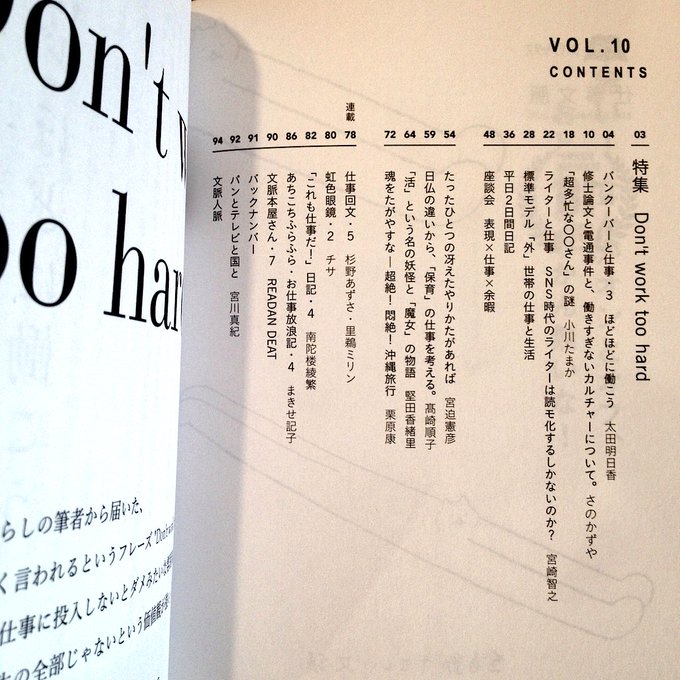 Don't w
oo har
らしの筆者から届いた、
く言われるというフレーズ"Don't w
仕事に投入しないとダメみたいな
の全部じゃないという価値観が
VOL.10
CONTENTS
03 特集 Don't work too hard
04 バンクーバーと仕事・3 ほどほどに働こう 太田明日香
10 修士論文と電通事件と、働きすぎないカルチャーについて。 さのかずや
18 「超多忙な〇〇さん」の謎 小川たまか
22 ライターと仕事 SNS時代のライターは読モ化するしかないのか? 宮崎智之
28 標準モデル「外」世帯の仕事と生活
36 平日2日間日記
48 座談会 表現×仕事×余暇
54 たったひとつの冴えたやりかたがあれば 宮迫憲彦
59 日仏の違いから、「保育」の仕事を考える。 髙崎順子
64 「活」という名の妖怪と「魔女」の物語 堅田香緒里
72 魂をたがやすな―超絶!悶絶!沖縄旅行 栗原康
連載
78 仕事回文・5 杉野あずさ・里鵜ミリン
80 虹色眼鏡・2 チサ
82 「これも仕事だ!」日記・4 南陀楼綾繁
86 あちこちふらふら・お仕事放浪記・4 まきせ記子
90 文脈本屋さん・7 READAN DEAT
91 バックナンバー
92 パンとテレビと国と 宮川真紀
94 文脈人脈